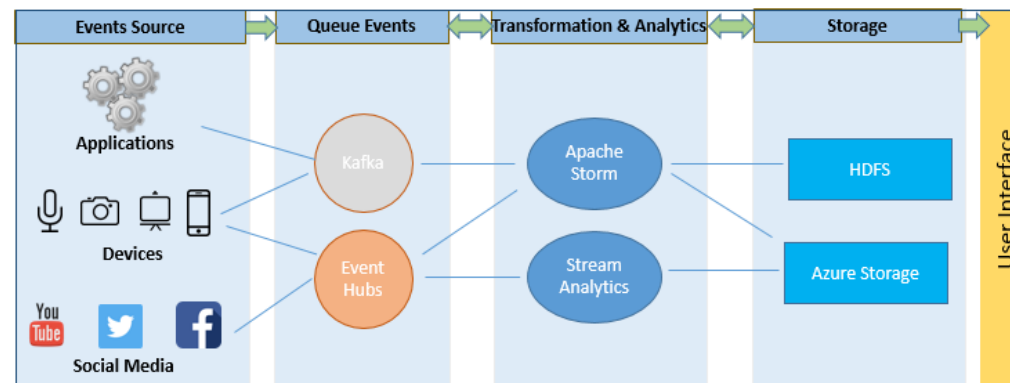 Events Source
Queue Events
Transformation & Analytics
Storage
Applications
Kafka
Apache
Storm
HDFS
Devices
Event
Hubs
Stream
Analytics
Azure Storage
You
Tube
Social Media
User Interface